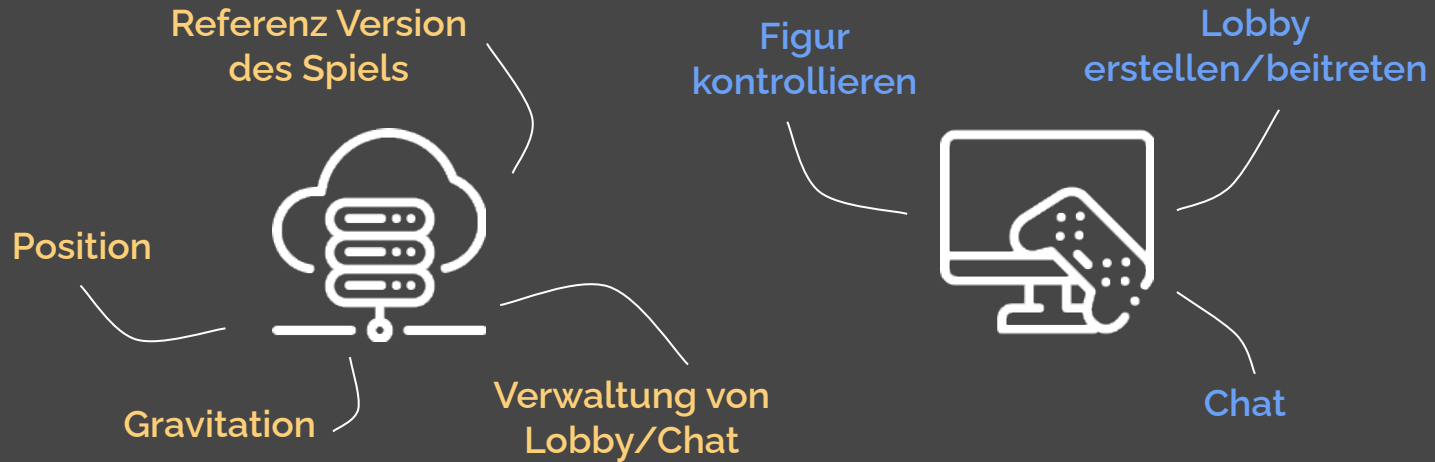 Referenz Version
des Spiels
Position
Gravitation
Verwaltung von
Lobby/Chat
Figur
kontrollieren
Lobby
erstellen/beitreten
Chat